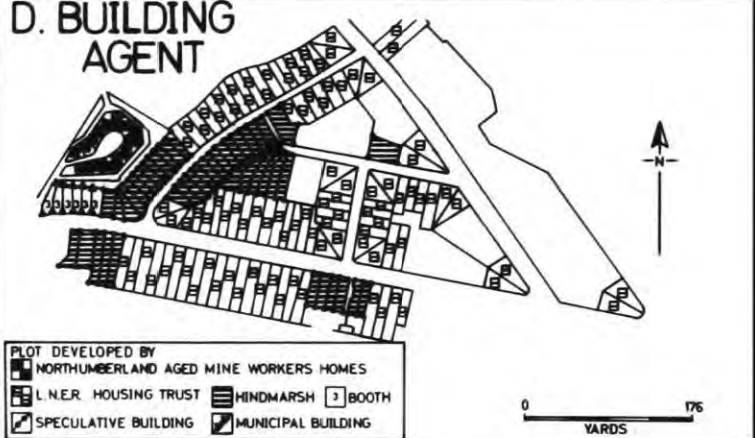 D. BUILDING
AGENT
N
PLOT DEVELOPED BY
NORTHUMBERLAND AGED MINE WORKERS HOMES
L.N.E.R. HOUSING TRUST HINDMARSH 3 BOOTH
SPECULATIVE BUILDING MUNICIPAL BUILDING
0 176
YARDS